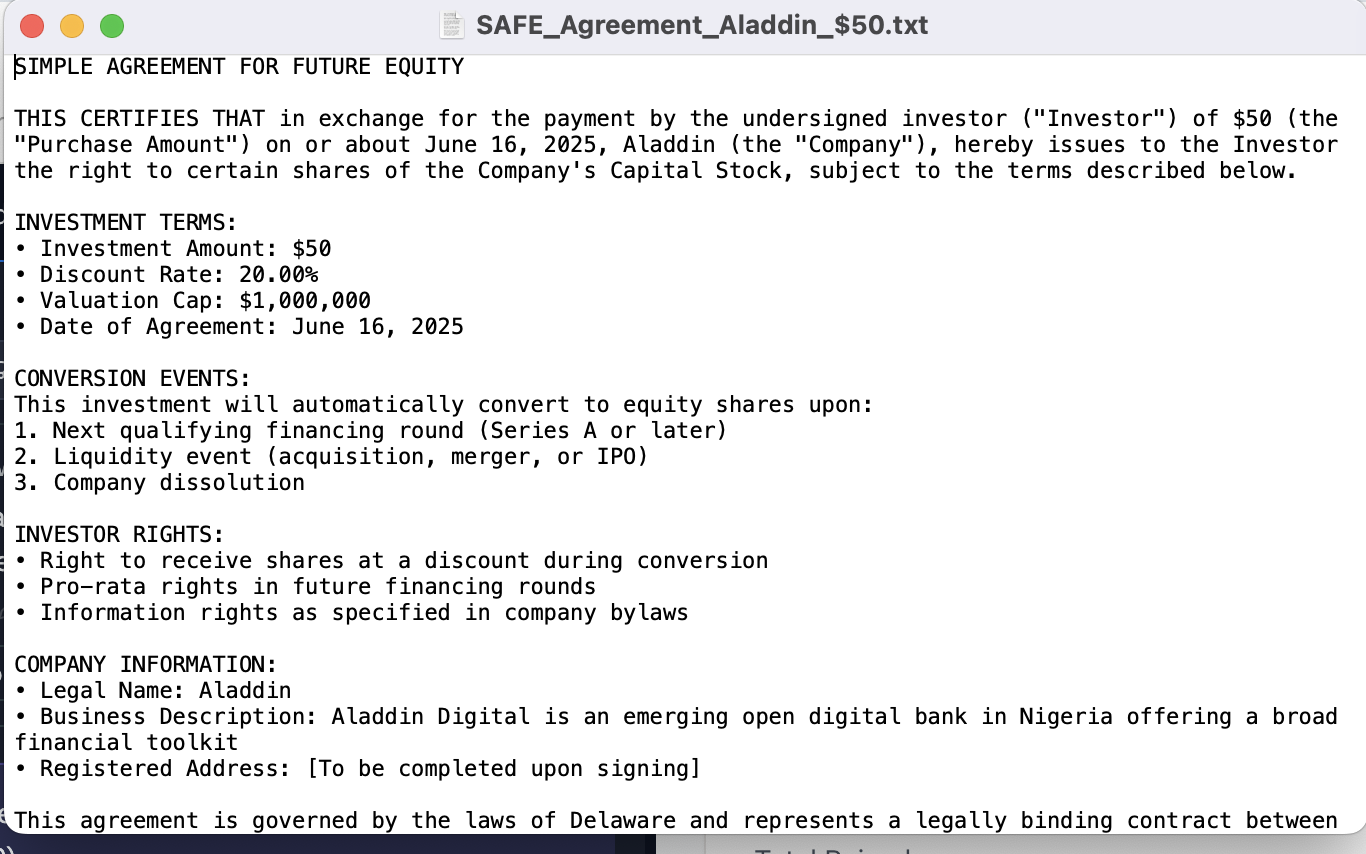 SAFE_Agreement_Aladdin_$50.txt
SIMPLE AGREEMENT FOR FUTURE EQUITY
THIS CERTIFIES THAT in exchange for the payment by the undersigned investor ("Investor") of $50 (the
"Purchase Amount") on or about June 16, 2025, Aladdin (the "Company"), hereby issues to the Investor
the right to certain shares of the Company's Capital Stock, subject to the terms described below.
INVESTMENT TERMS:
• Investment Amount: $50
• Discount Rate: 20.00%
• Valuation Cap: $1,000,000
• Date of Agreement: June 16, 2025
CONVERSION EVENTS:
This investment will automatically convert to equity shares upon:
1. Next qualifying financing round (Series A or later)
2. Liquidity event (acquisition, merger, or IPO)
3. Company dissolution
INVESTOR RIGHTS:
• Right to receive shares at a discount during conversion
• Pro-rata rights in future financing rounds
• Information rights as specified in company bylaws
COMPANY INFORMATION:
• Legal Name: Aladdin
• Business Description: Aladdin Digital is an emerging open digital bank in Nigeria offering a broad
financial toolkit
• Registered Address: [To be completed upon signing]
This agreement is governed by the laws of Delaware and represents a legally binding contract between